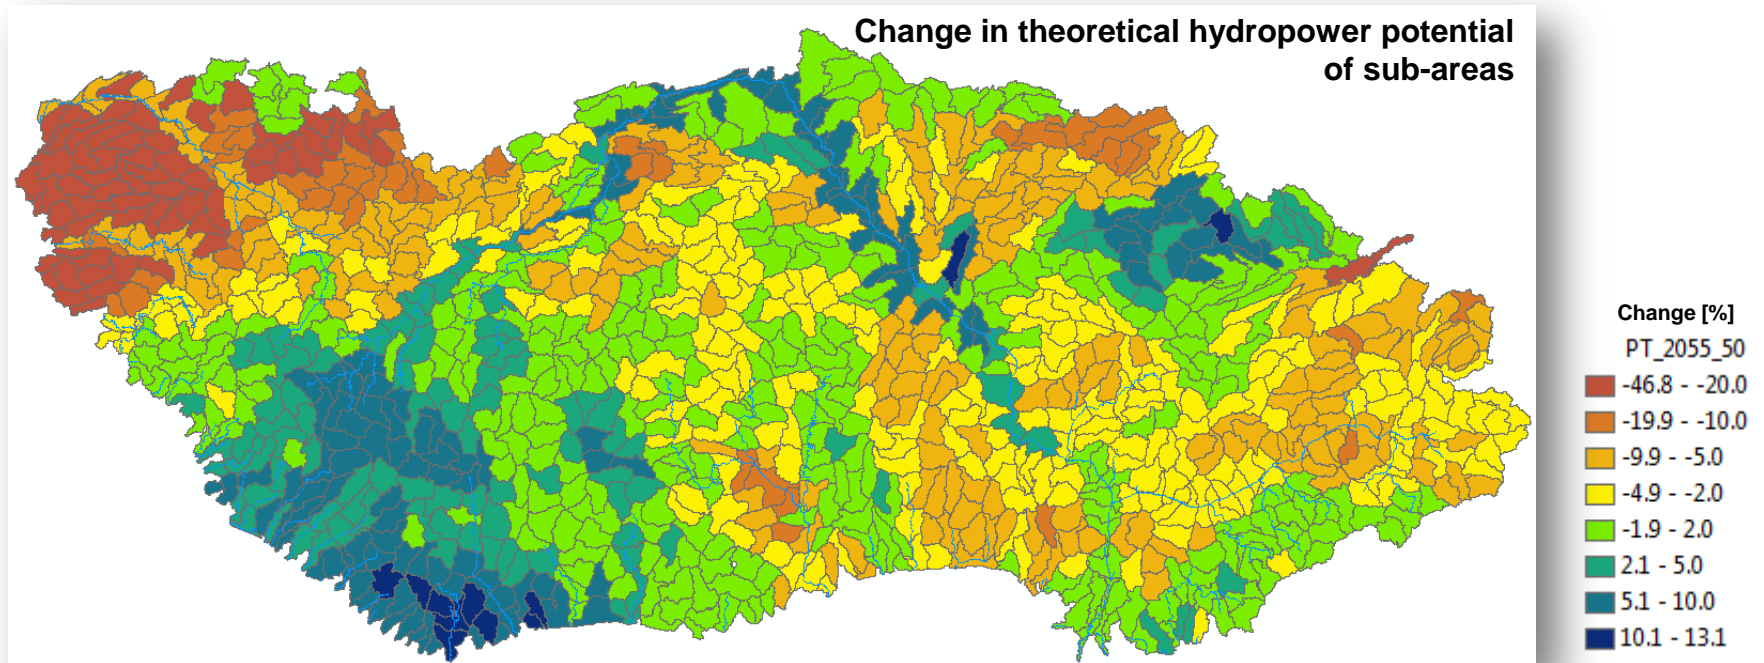 Change in theoretical hydropower potential
of sub-areas
Change [%]
PT_2055_50
-46.8 - -20.0
-19.9 - -10.0
-9.9 - -5.0
-4.9 - -2.0
-1.9 - 2.0
2.1 - 5.0
5.1 - 10.0
10.1 - 13.1